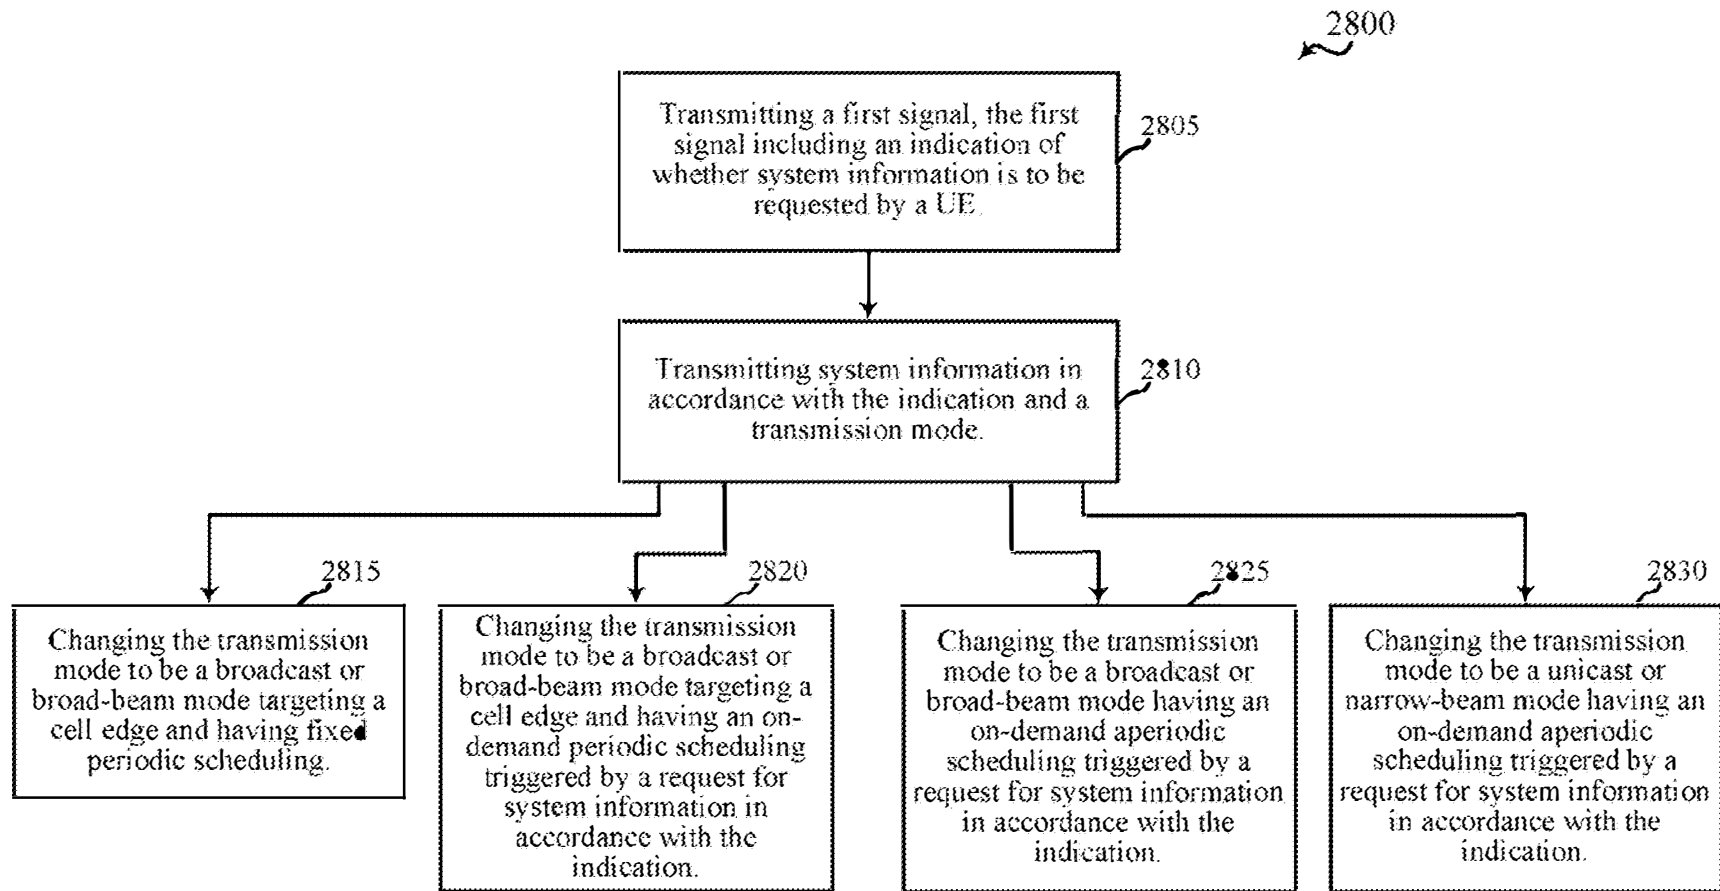 2800
Transmitting a first signal, the first
signal including an indication of
whether system information is to be
requested by a UE.
2805
Transmitting system information in
accordance with the indication and a
transmission mode.
2810
2815
Changing the transmission
mode to be a broadcast or
broad-beam mode targeting a
cell edge and having fixed
periodic scheduling.
2820
Changing the transmission
mode to be a broadcast or
broad-beam mode targeting a
cell edge and having an on-
demand periodic scheduling
triggered by a request for
system information in
accordance with the
indication.
2825
Changing the transmission
mode to be a broadcast or
broad-beam mode having an
on-demand aperiodic
scheduling triggered by a
request for system information
in accordance with the
indication.
2830
Changing the transmission
mode to be a unicast or
narrow-beam mode having an
on-demand aperiodic
scheduling triggered by a
request for system information
in accordance with the
indication.